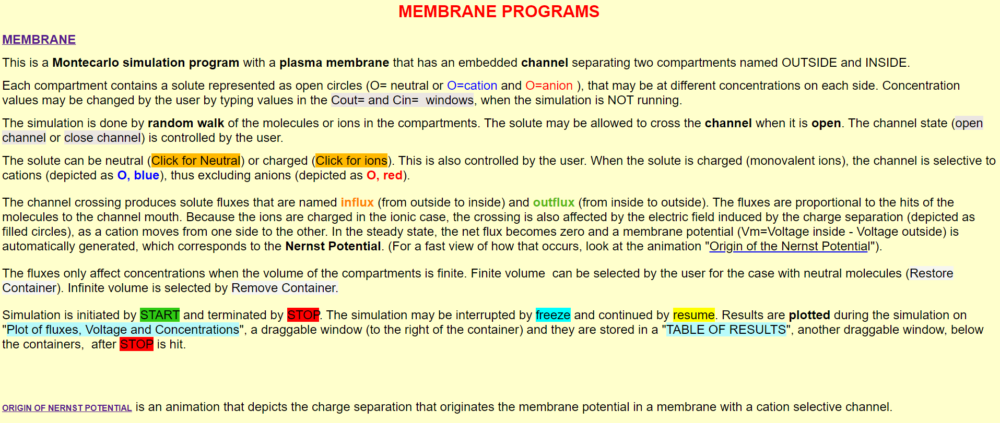 MEMBRANE PROGRAMS
MEMBRANE
This is a Montecarlo simulation program with a plasma membrane that has an embedded channel separating two compartments named OUTSIDE and INSIDE.
Each compartment contains a solute represented as open circles (O= neutral or O=cation and O=anion ), that may be at different concentrations on each side. Concentration
values may be changed by the user by typing values in the Cout= and Cin=  windows, when the simulation is NOT running.
The simulation is done by random walk of the molecules or ions in the compartments. The solute may be allowed to cross the channel when it is open. The channel state (open
channel or close channel) is controlled by the user.
The solute can be neutral (Click for Neutral) or charged (Click for ions). This is also controlled by the user. When the solute is charged (monovalent ions), the channel is selective to
cations (depicted as O, blue), thus excluding anions (depicted as O, red).
The channel crossing produces solute fluxes that are named influx (from outside to inside) and outflux (from inside to outside). The fluxes are proportional to the hits of the
molecules to the channel mouth. Because the ions are charged in the ionic case, the crossing is also affected by the electric field induced by the charge separation (depicted as
filled circles), as a cation moves from one side to the other. In the steady state, the net flux becomes zero and a membrane potential (Vm=Voltage inside - Voltage outside) is
automatically generated, which corresponds to the Nernst Potential. (For a fast view of how that occurs, look at the animation "Origin of the Nernst Potential").
The fluxes only affect concentrations when the volume of the compartments is finite. Finite volume  can be selected by the user for the case with neutral molecules (Restore
Container). Infinite volume is selected by Remove Container.
Simulation is initiated by START and terminated by STOP. The simulation may be interrupted by freeze and continued by resume. Results are plotted during the simulation on
"Plot of fluxes, Voltage and Concentrations", a draggable window (to the right of the container) and they are stored in a "TABLE OF RESULTS", another draggable window, below
the containers,  after STOP is hit.
ORIGIN OF NERNST POTENTIAL is an animation that depicts the charge separation that originates the membrane potential in a membrane with a cation selective channel.